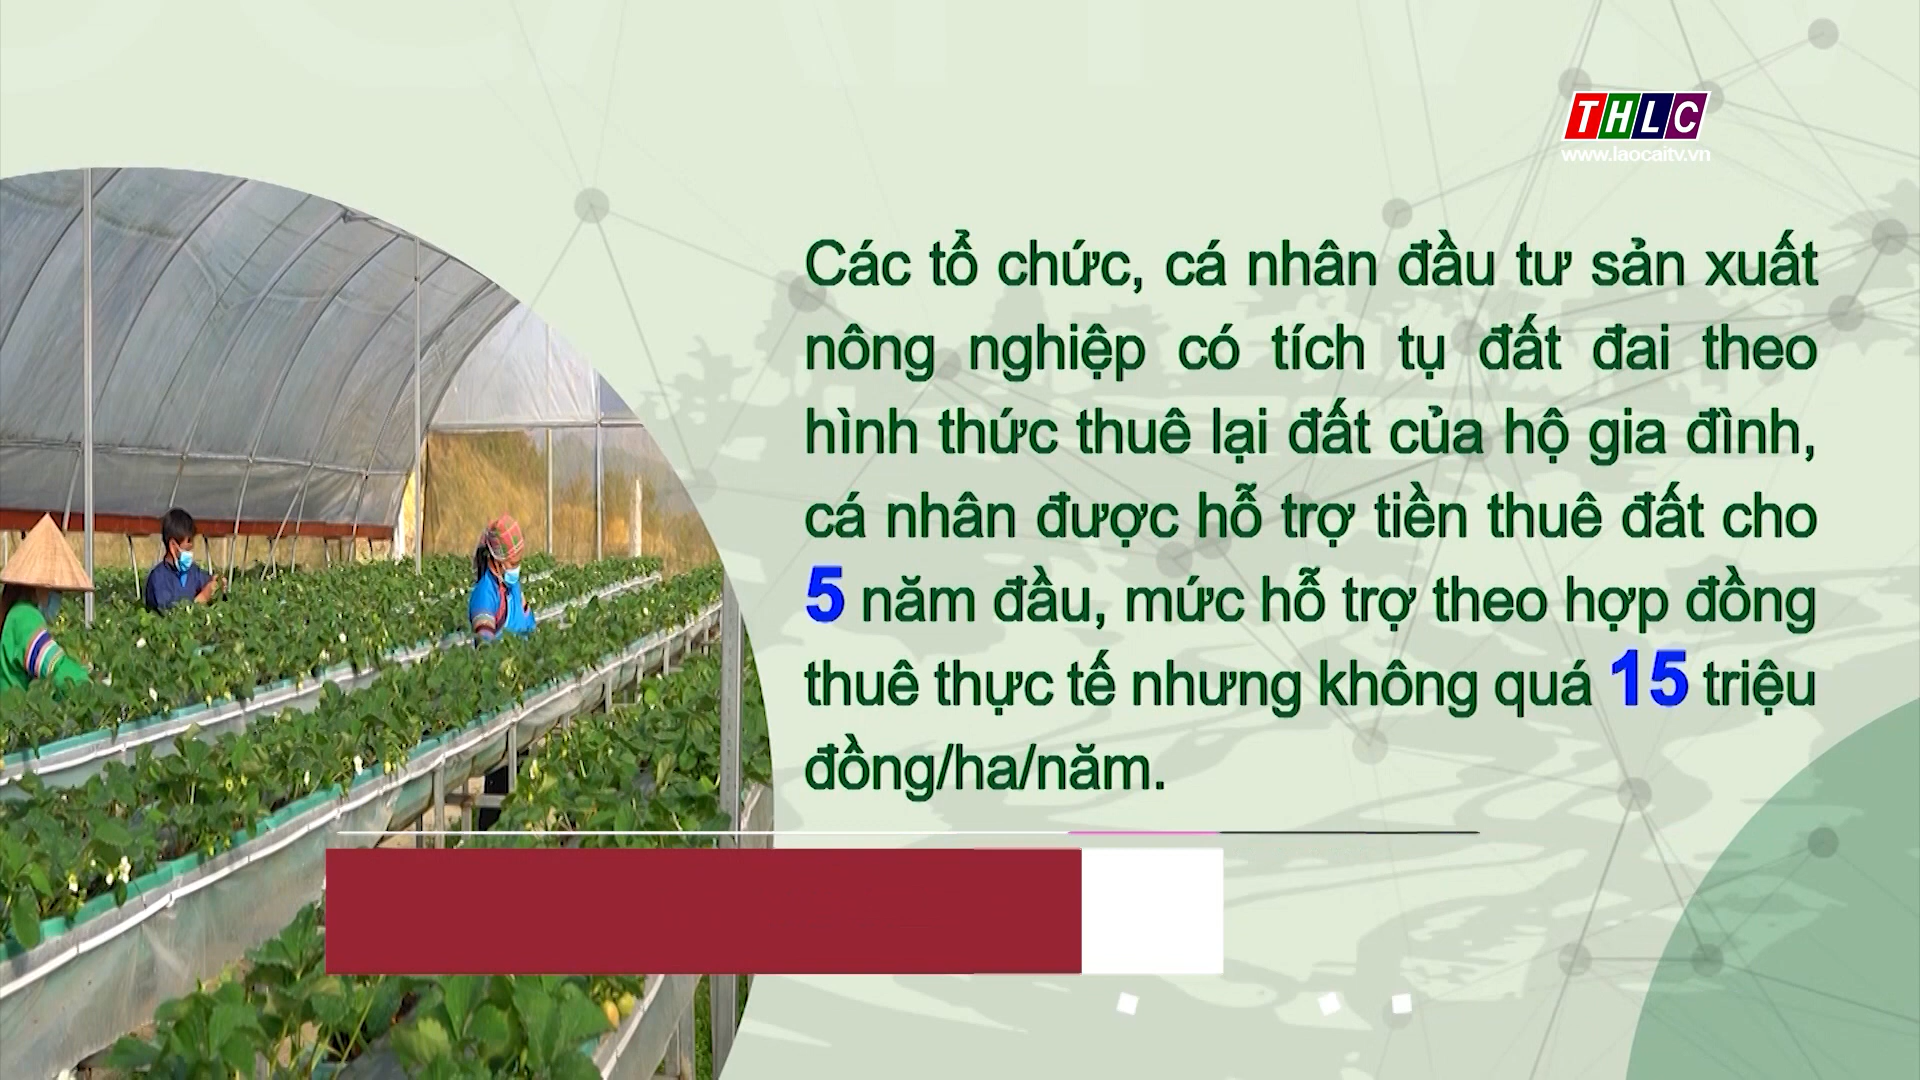 THLC
www.laocaitv.vn
Các tổ chức, cá nhân đầu tư sản xuất
nông nghiệp có tích tụ đất đai theo
hình thức thuê lại đất của hộ gia đình,
cá nhân được hỗ trợ tiền thuê đất cho
5 năm đầu, mức hỗ trợ theo hợp đồng
thuê thực tế nhưng không quá 15 triệu
đồng/ha/năm.